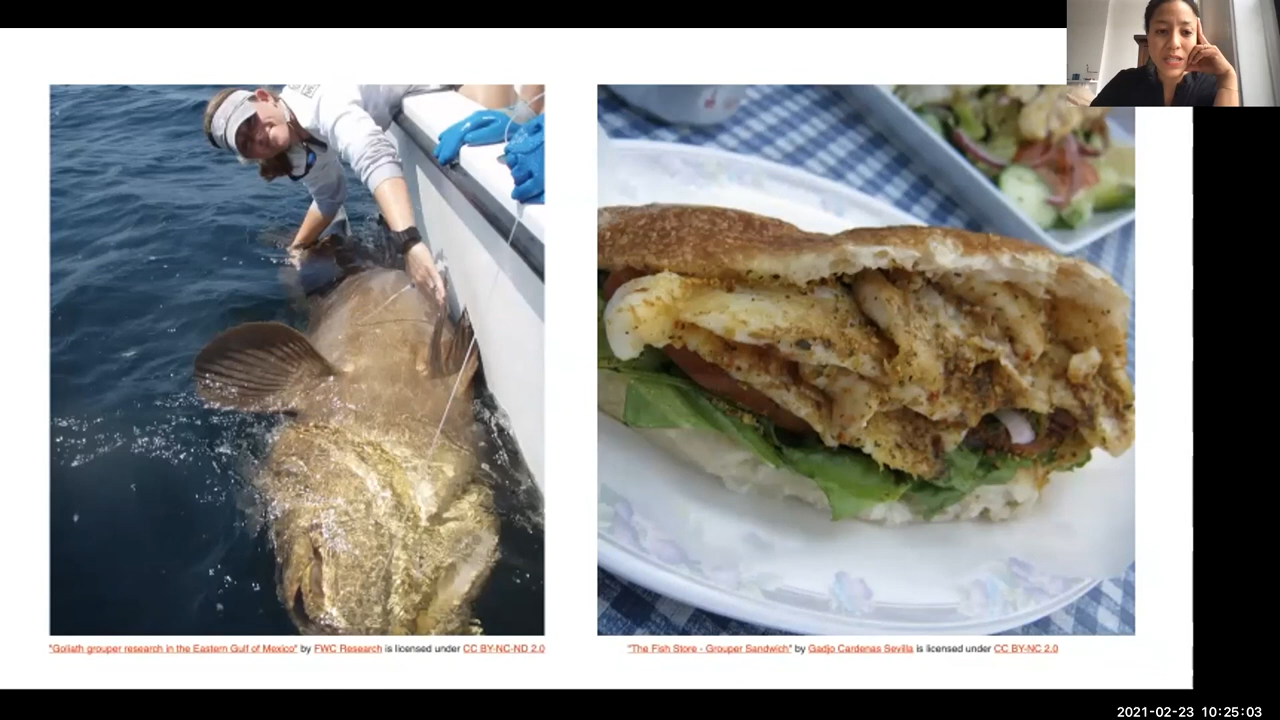 "Goliath grouper research in the Eastern Gulf of Mexico" by FWC Research is licensed under CC BY-NC-ND 2.0
"The Fish Store - Grouper Sandwich" by Gadjo Cardenas Sevilla is licensed under CC BY-NC 2.0
2021-02-23 10:25:03